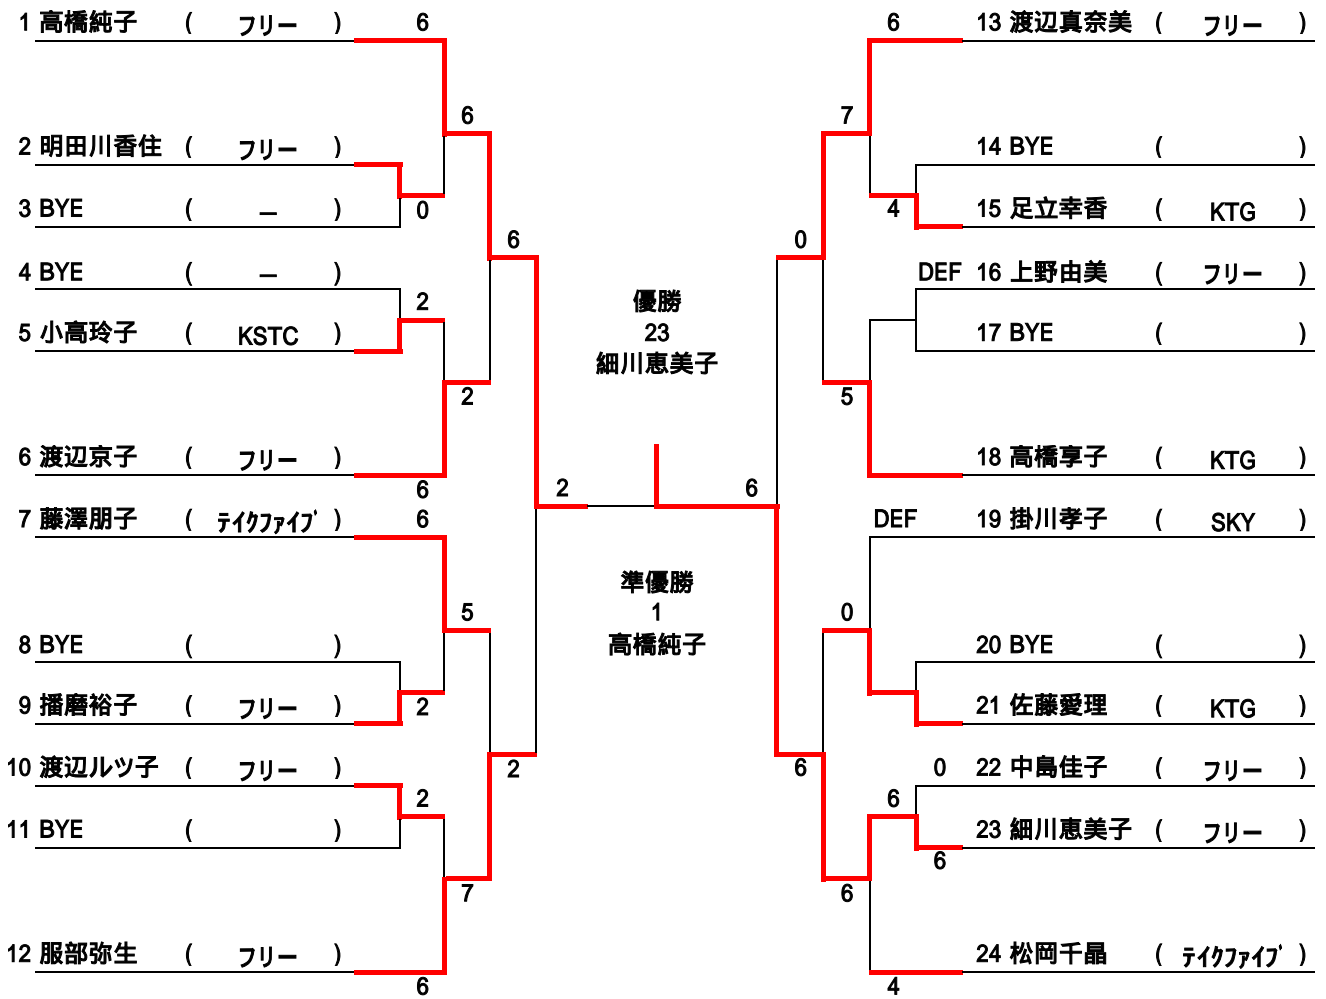 1 高橋純子 ( フリー )
6
2 明田川香住 ( フリー )
3 BYE ( ー )
0
6
4 BYE ( ー )
5 小高玲子 ( KSTC )
2
6 渡辺京子 ( フリー )
6
2
6
7 藤澤朋子 ( テイクファイブ )
6
8 BYE ( )
9 播磨裕子 ( フリー )
2
5
10 渡辺ルツ子 ( フリー )
11 BYE ( )
2
12 服部弥生 ( フリー )
6
7
2
2
優勝
23
細川恵美子
準優勝
1
高橋純子
6
13 渡辺真奈美 ( フリー )
7
14 BYE ( )
15 足立幸香 ( KTG )
4
0
DEF 16 上野由美 ( フリー )
17 BYE ( )
18 高橋享子 ( KTG )
5
6
DEF 19 掛川孝子 ( SKY )
20 BYE ( )
21 佐藤愛理 ( KTG )
0
0 22 中島佳子 ( フリー )
23 細川恵美子 ( フリー )
6
6
24 松岡千晶 ( テイクファイブ )
4
6
6